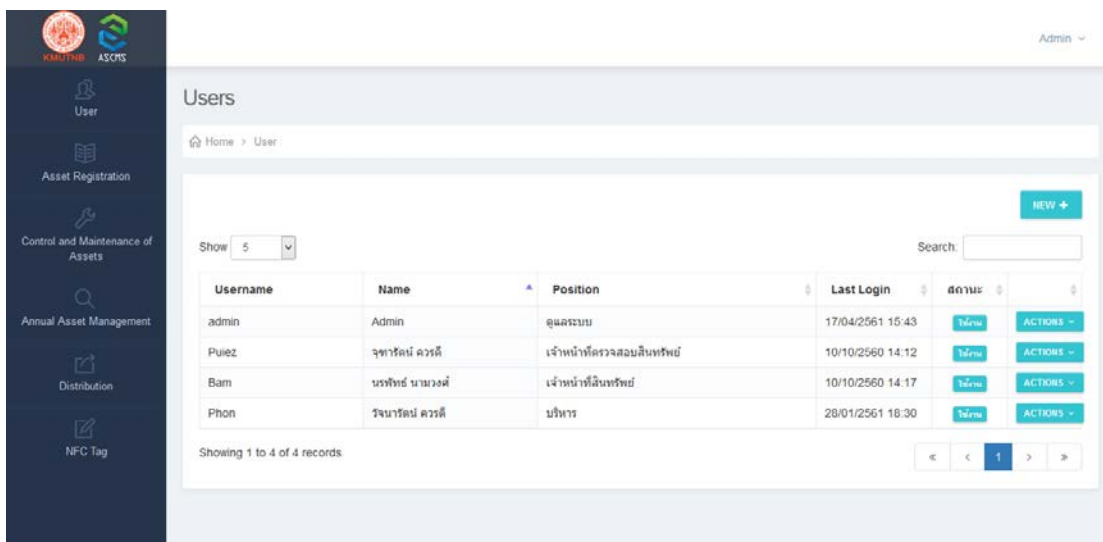 KMUTNB ASCMS
Admin
User
Asset Registration
Control and Maintenance of
Assets
Annual Asset Management
Distribution
NFC Tag
Users
Home > User
NEW +
Show 5
Search:
Username Name Position Last Login สถานะ
admin Admin ดูแลระบบ 17/04/2561 15:43 ใช้งาน ACTIONS
Puiez จุฑารัตน์ ควรดี เจ้าหน้าที่ตรวจสอบสินทรัพย์ 10/10/2560 14:12 ใช้งาน ACTIONS
Bam นรพัทธ์ นามวงศ์ เจ้าหน้าที่สินทรัพย์ 10/10/2560 14:17 ใช้งาน ACTIONS
Phon วัจนารัตน์ ควรดี บริหาร 28/01/2561 18:30 ใช้งาน ACTIONS
Showing 1 to 4 of 4 records
« < 1 > »